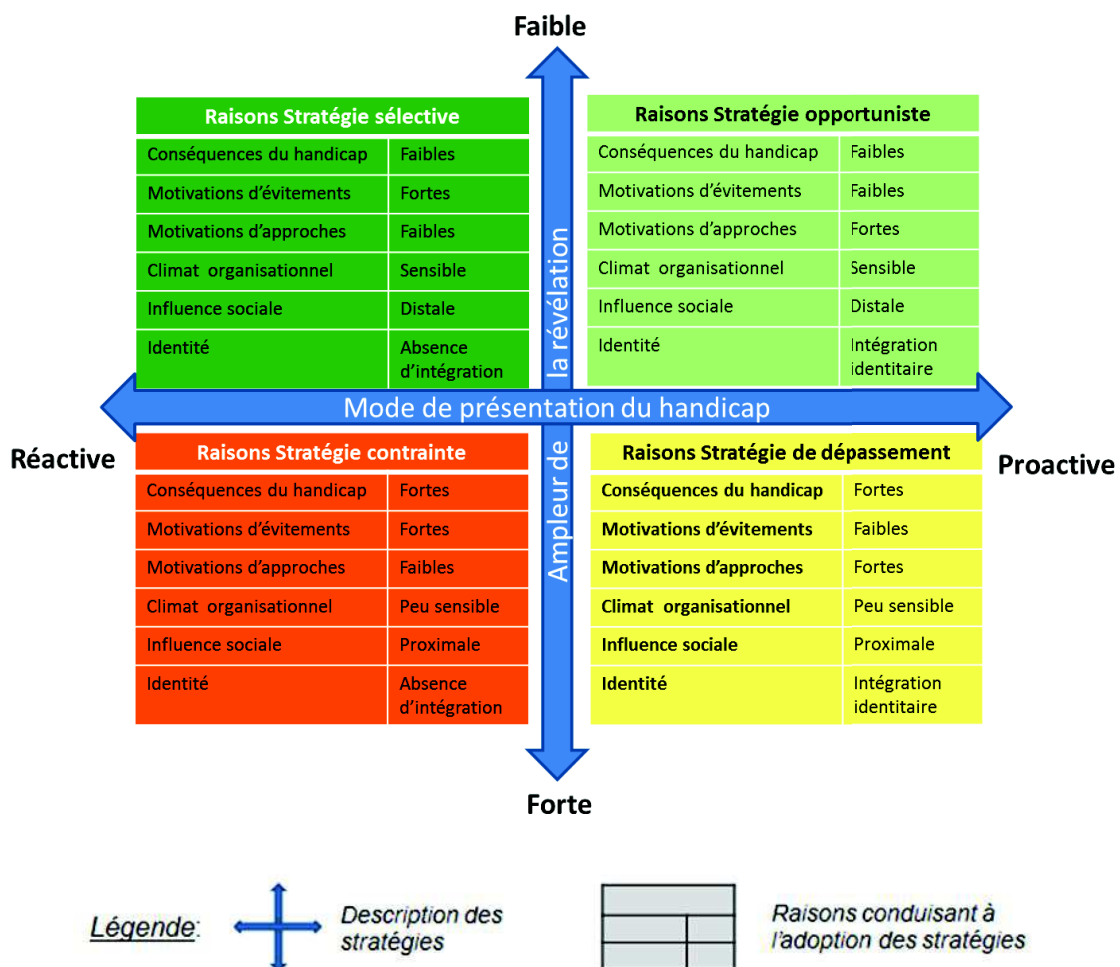 Faible
Raisons Stratégie sélective
Conséquences du handicap Faibles
Motivations d'évitements Fortes
Motivations d'approches Faibles
Climat organisationnel Sensible
Influence sociale Distale
Identité Absence
d'intégration
Raisons Stratégie opportuniste
Conséquences du handicap Faibles
Motivations d'évitements Faibles
Motivations d'approches Fortes
Climat organisationnel Sensible
Influence sociale Distale
Identité Intégration
identitaire
Ampleur de la révélation
Mode de présentation du handicap
Réactive
Proactive
Raisons Stratégie contrainte
Conséquences du handicap Fortes
Motivations d'évitements Fortes
Motivations d'approches Faibles
Climat organisationnel Peu sensible
Influence sociale Proximale
Identité Absence
d'intégration
Raisons Stratégie de dépassement
Conséquences du handicap Fortes
Motivations d'évitements Faibles
Motivations d'approches Fortes
Climat organisationnel Peu sensible
Influence sociale Proximale
Identité Intégration
identitaire
Forte
Légende:
Description des
stratégies
Raisons conduisant à
l'adoption des stratégies